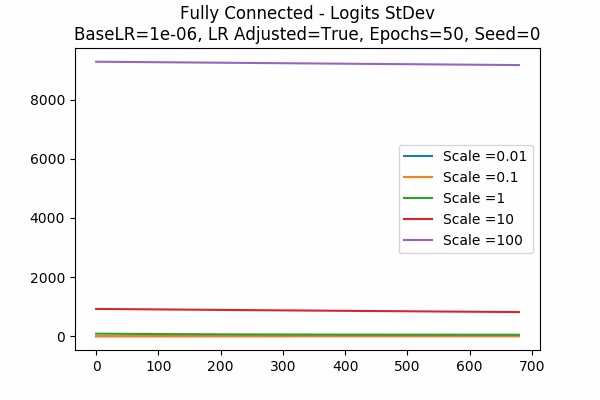 Fully Connected - Logits StDev
BaseLR=1e-06, LR Adjusted=True, Epochs=50, Seed=0
8000
6000
4000
2000
0
Scale =0.01
Scale =0.1
Scale =1
Scale =10
Scale =100
0 100 200 300 400 500 600 700